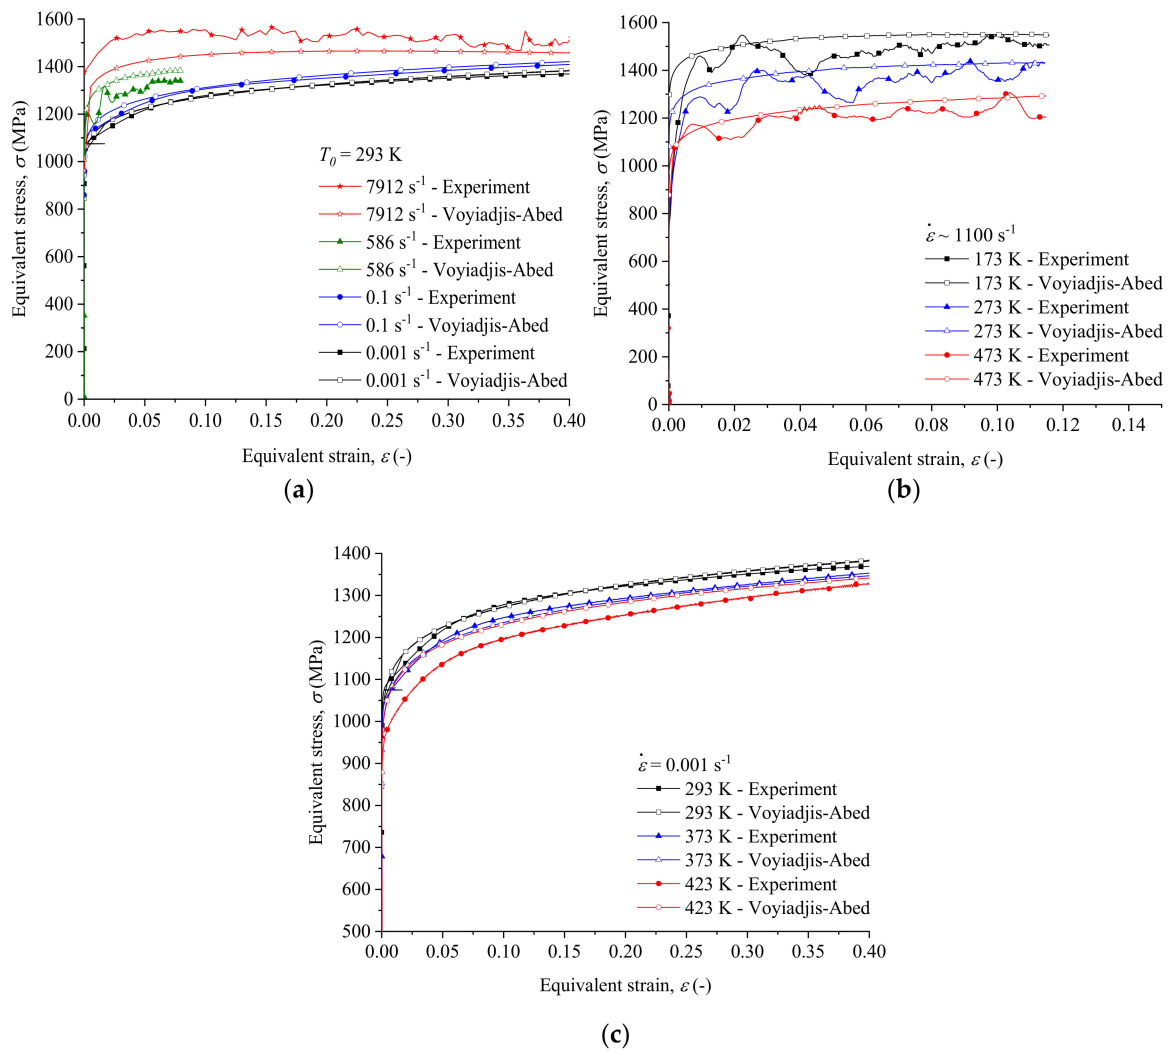 1600
1400
1200
1000
800
600
400
200
0
Equivalent stress, σ (MPa)
T0 = 293 K
7912 s-1 - Experiment
7912 s-1 - Voyiadjis-Abed
586 s-1 - Experiment
586 s-1 - Voyiadjis-Abed
0.1 s-1 - Experiment
0.1 s-1 - Voyiadjis-Abed
0.001 s-1 - Experiment
0.001 s-1 - Voyiadjis-Abed
0.00 0.05 0.10 0.15 0.20 0.25 0.30 0.35 0.40
Equivalent strain, ε (-)
(a)
1600
1400
1200
1000
800
600
400
200
0
Equivalent stress, σ (MPa)
ε̇ ~ 1100 s-1
173 K - Experiment
173 K - Voyiadjis-Abed
273 K - Experiment
273 K - Voyiadjis-Abed
473 K - Experiment
473 K - Voyiadjis-Abed
0.00 0.02 0.04 0.06 0.08 0.10 0.12 0.14
Equivalent strain, ε (-)
(b)
1400
1300
1200
1100
1000
900
800
700
600
500
Equivalent stress, σ (MPa)
ε̇ = 0.001 s-1
293 K - Experiment
293 K - Voyiadjis-Abed
373 K - Experiment
373 K - Voyiadjis-Abed
423 K - Experiment
423 K - Voyiadjis-Abed
0.00 0.05 0.10 0.15 0.20 0.25 0.30 0.35 0.40
Equivalent strain, ε (-)
(c)